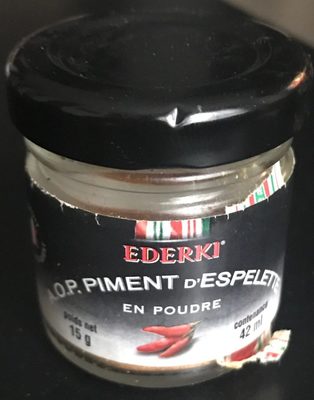 EDERKI®
A.O.P. PIMENT D'ESPELETTE
EN POUDRE
poids net
15 g
contenance
42 ml